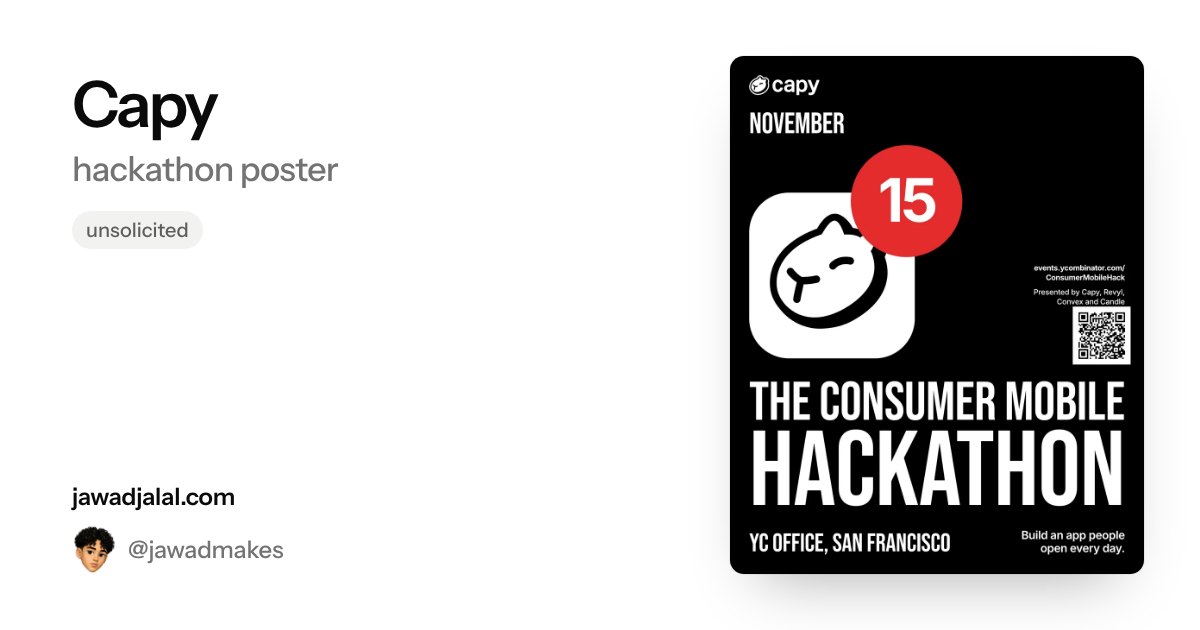 Capy
hackathon poster
unsolicited
jawadjalal.com
@jawadmakes
capy
NOVEMBER
15
events.ycombinator.com/
ConsumerMobileHack
Presented by Capy, Revyl,
Convex and Candle
THE CONSUMER MOBILE
HACKATHON
YC OFFICE, SAN FRANCISCO
Build an app people
open every day.